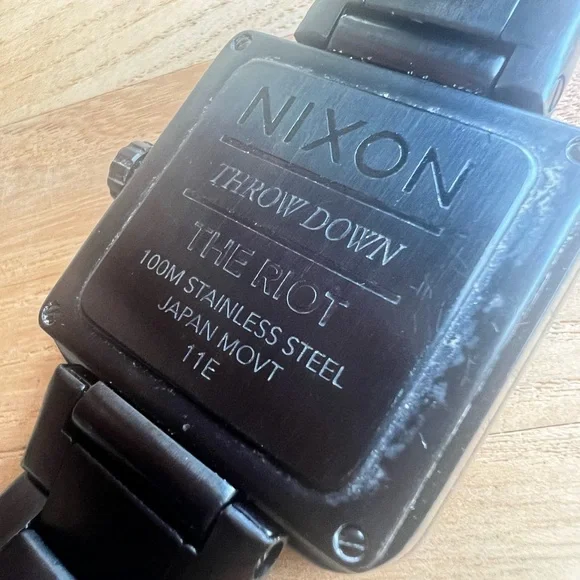 NIXON
THROW DOWN
THE RIOT
100M STAINLESS STEEL
JAPAN MOVT
11E